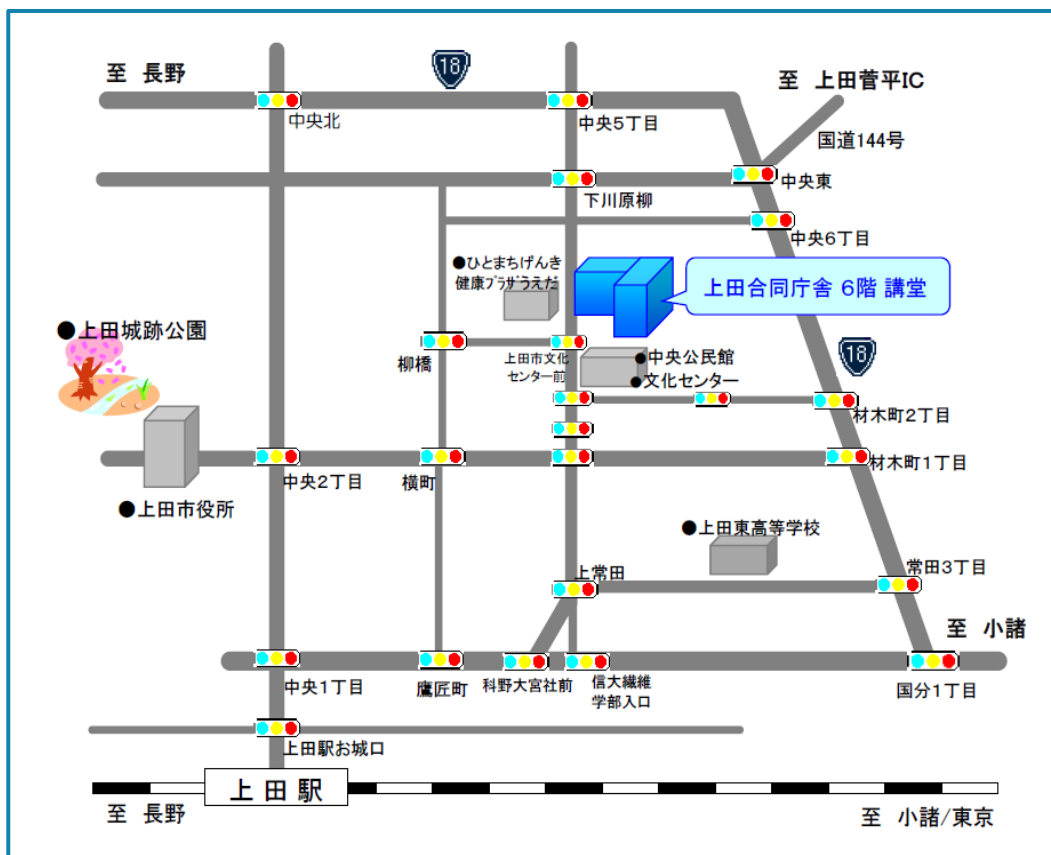 至 長野
18
至 上田菅平IC
国道144号
中央北
中央5丁目
中央東
下川原柳
中央6丁目
●ひとまちげんき
健康プラザうえだ
上田合同庁舎 6階 講堂
●上田城跡公園
柳橋
上田市文化
センター前
●中央公民館
●文化センター
18
材木町2丁目
中央2丁目
横町
材木町1丁目
●上田市役所
●上田東高等学校
上常田
常田3丁目
至 小諸
中央1丁目
鷹匠町
科野大宮社前
信大繊維
学部入口
国分1丁目
上田駅お城口
上田駅
至 長野
至 小諸/東京